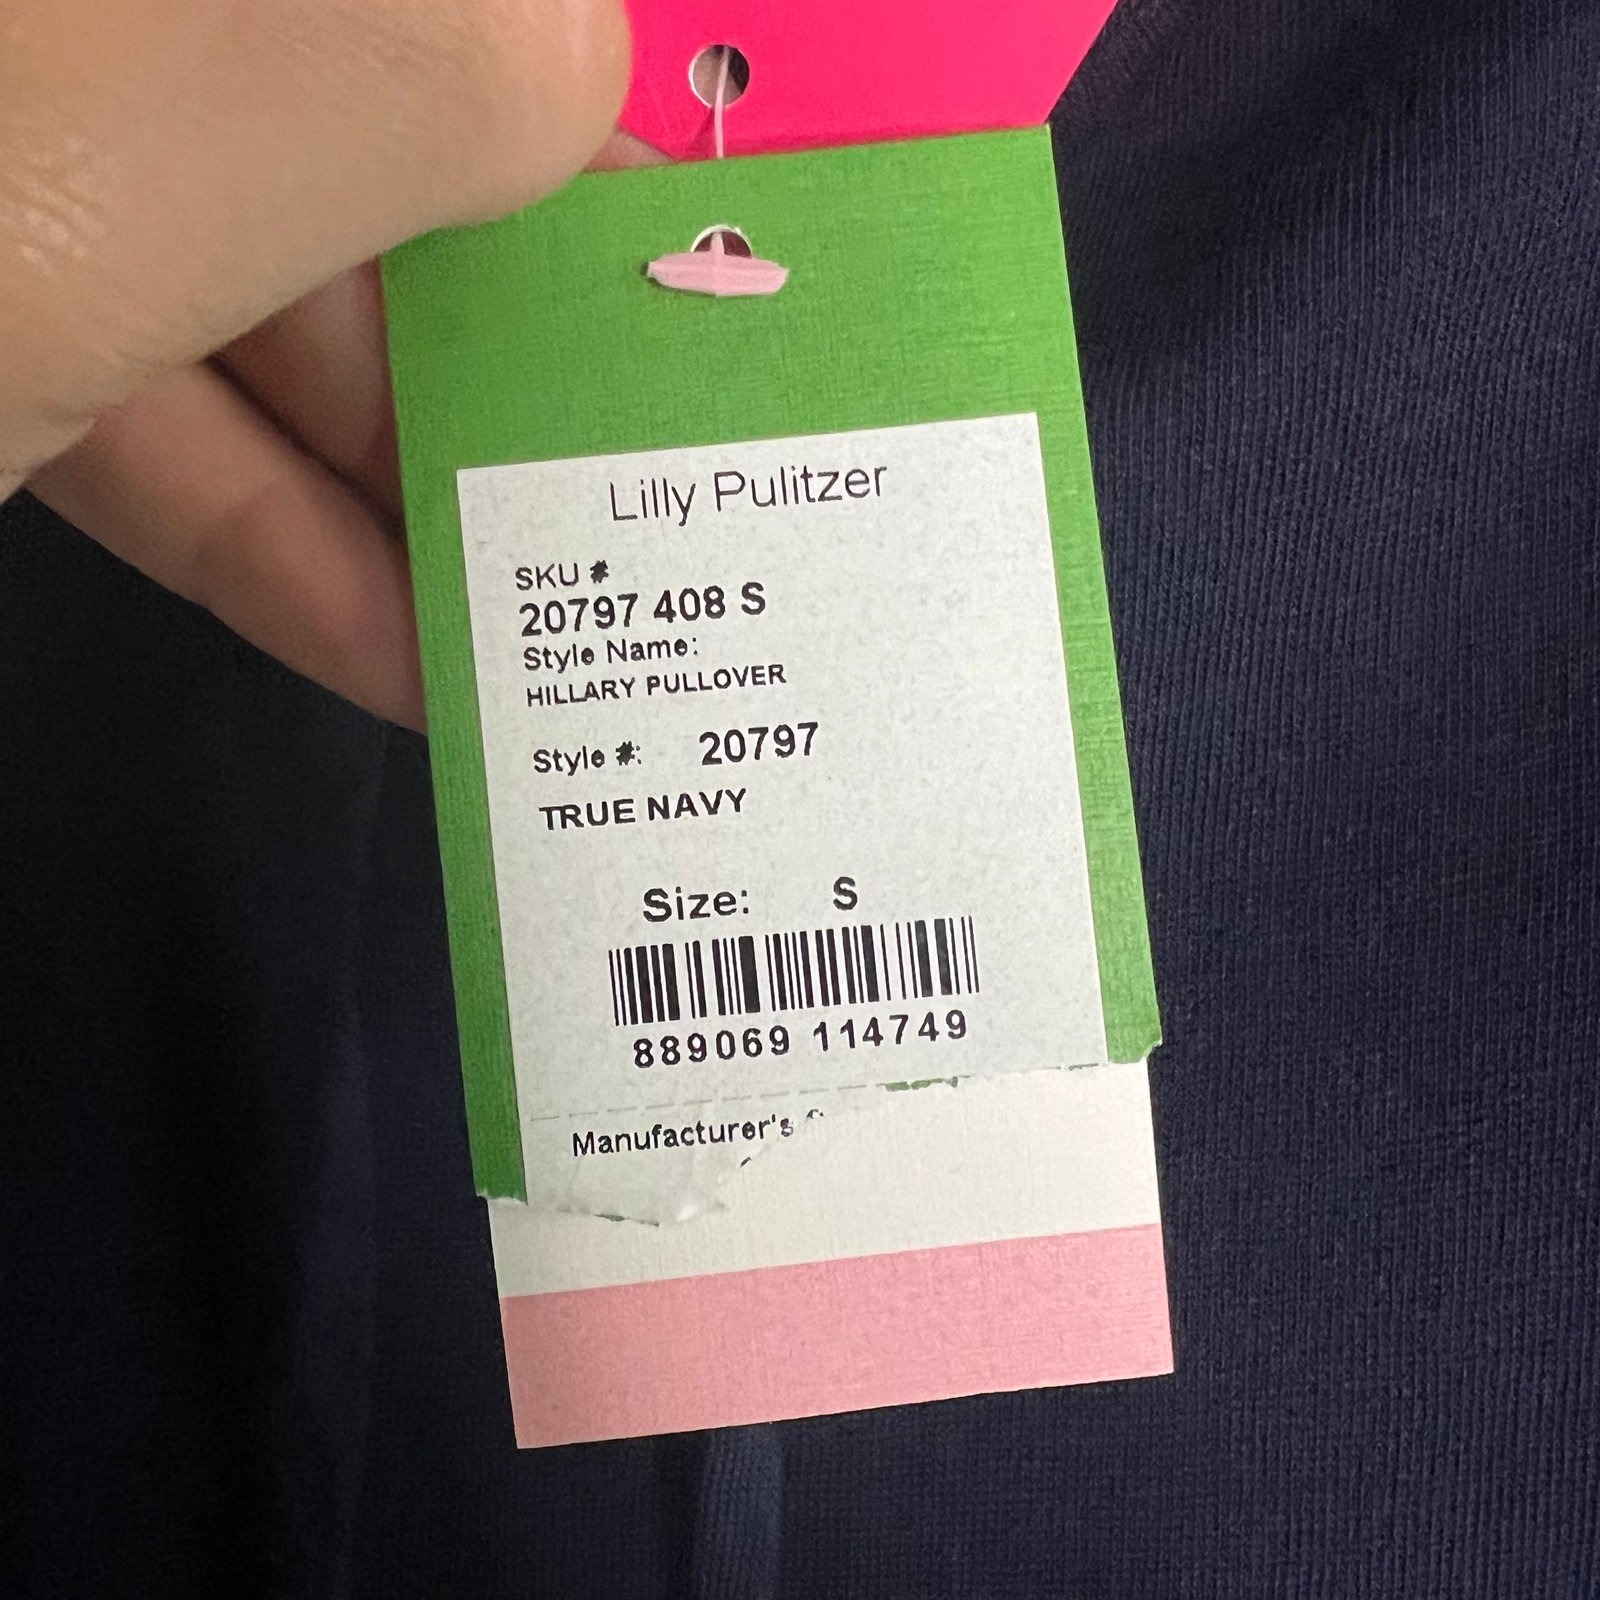 Lilly Pulitzer
SKU #
20797 408 S
Style Name:
HILLARY PULLOVER
Style #: 20797
TRUE NAVY
Size: S
889069 114749
Manufacturer's